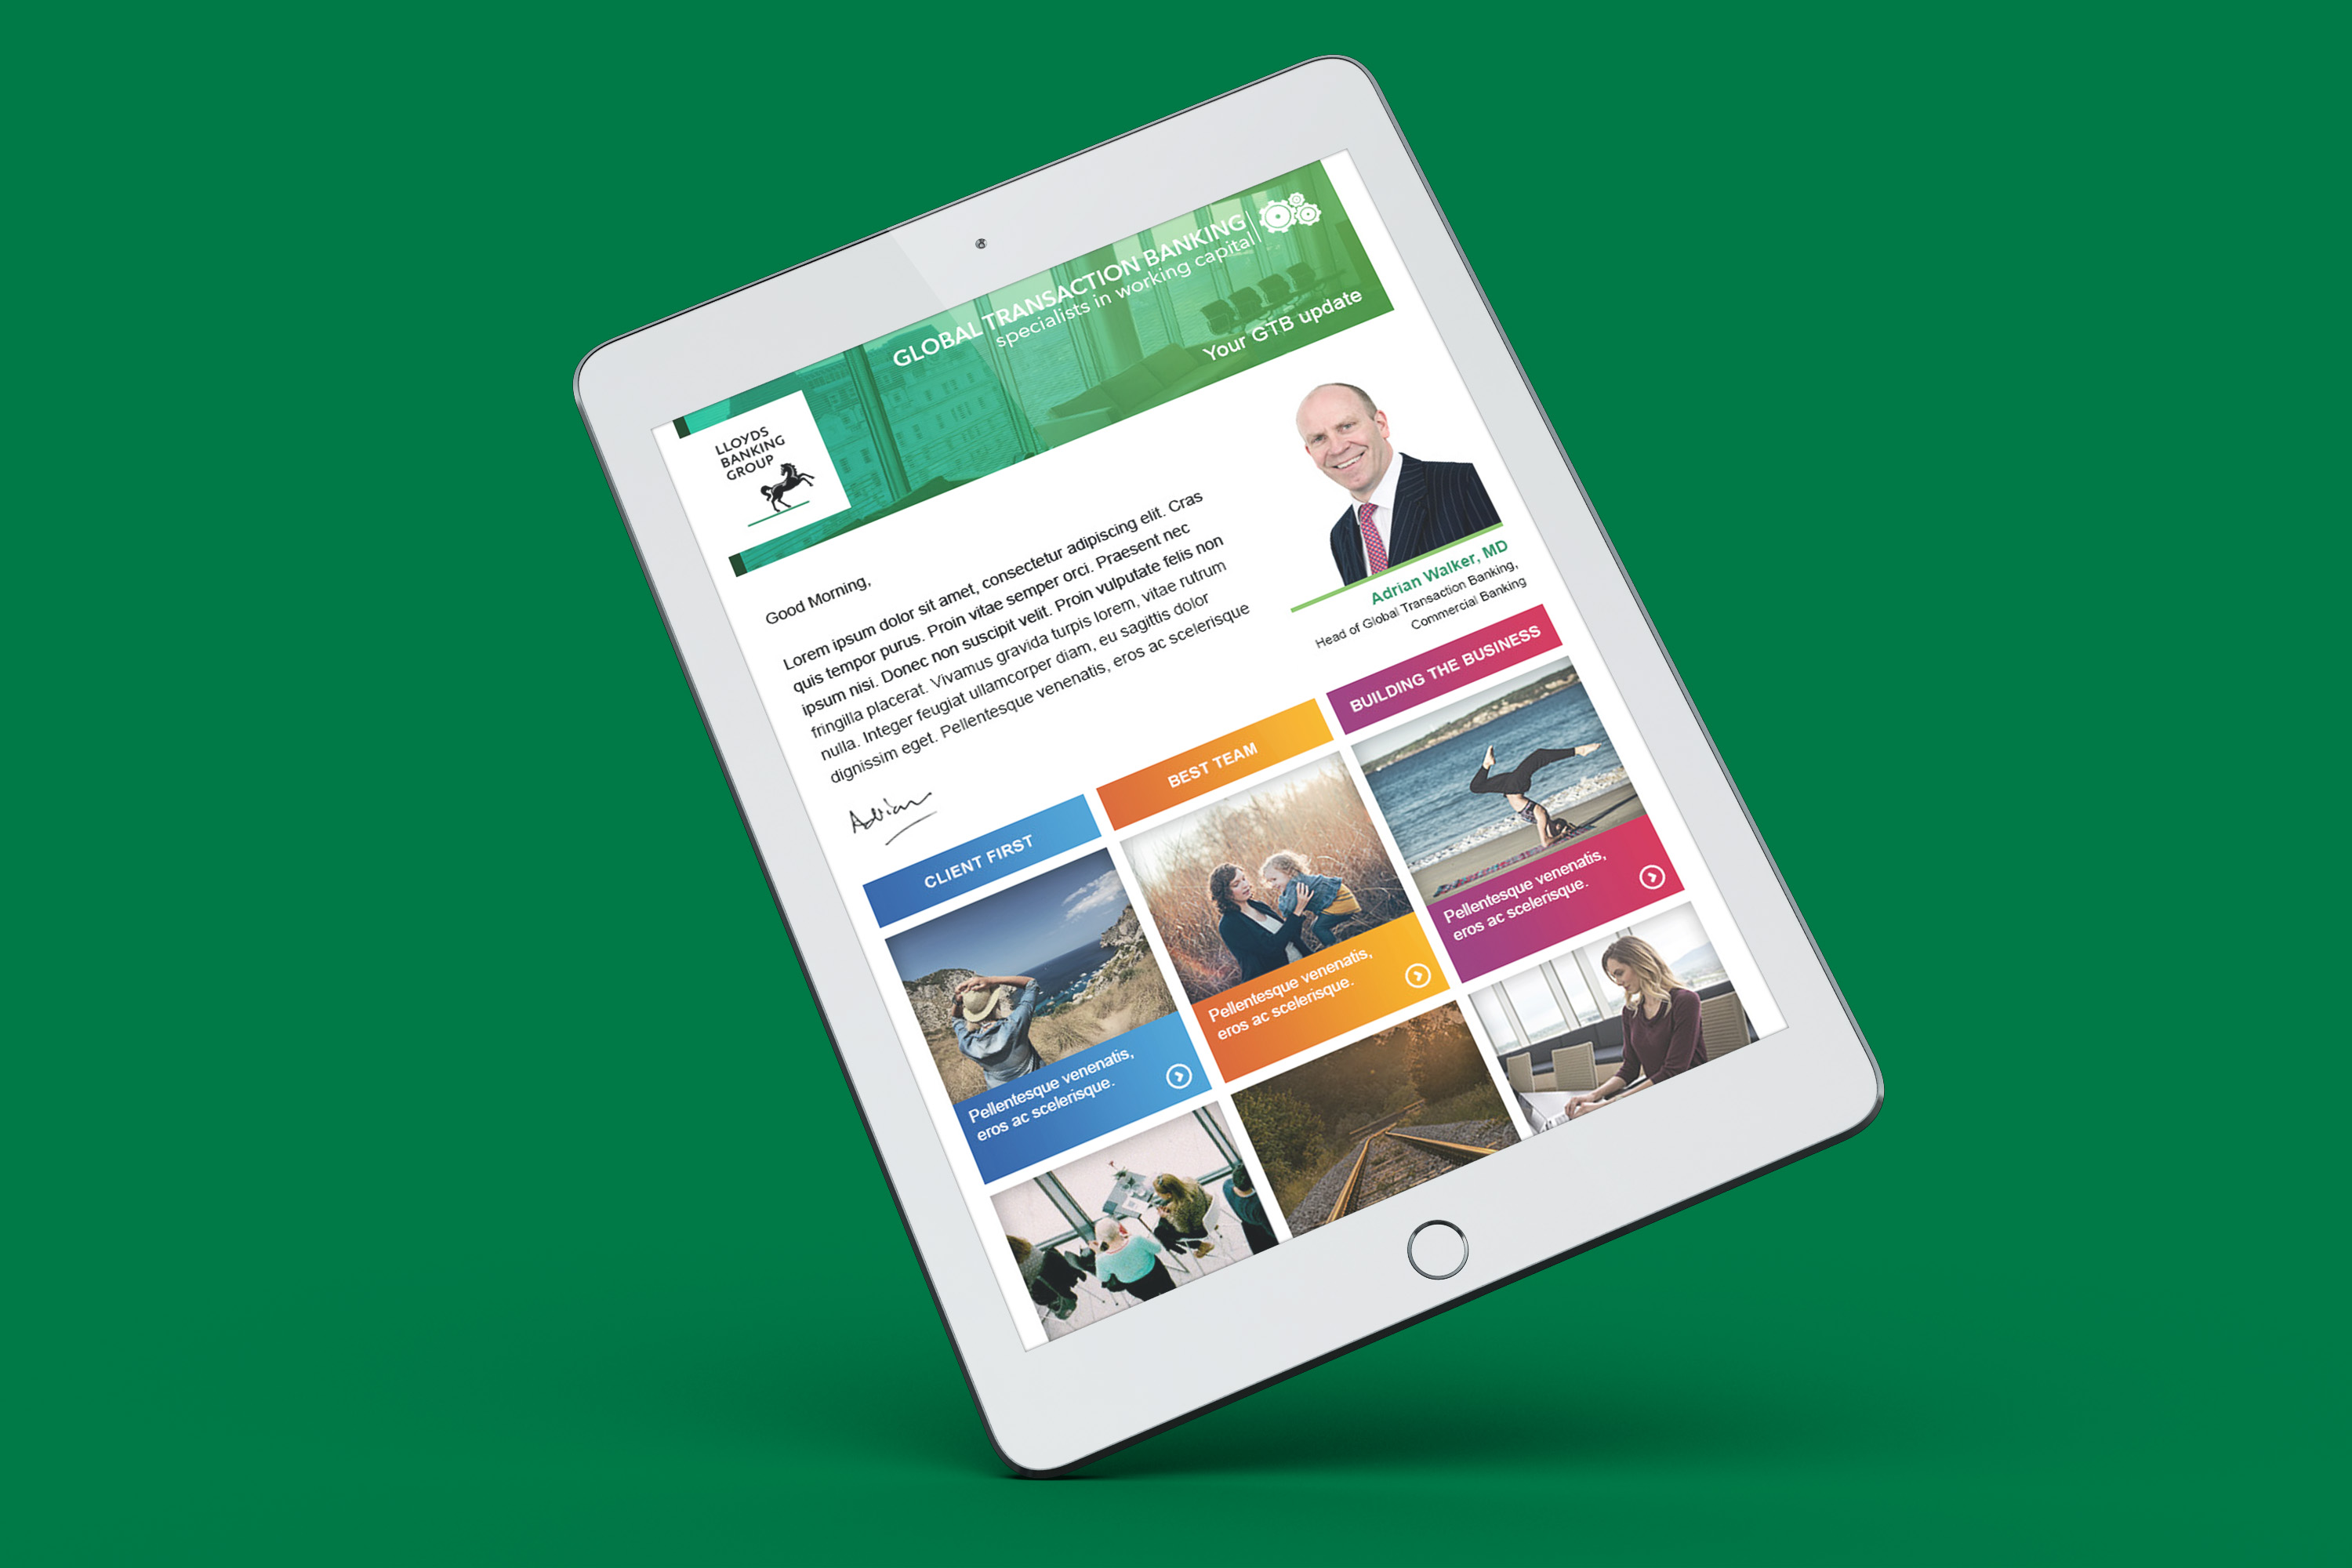 GLOBAL TRANSACTION BANKING
specialists in working capital
Your GTB update
LLOYDS
BANKING
GROUP
Good Morning,
Lorem ipsum dolor sit amet, consectetur adipiscing elit. Cras
quis tempor purus. Proin vitae semper orci. Praesent nec
ipsum nisi. Donec non suscipit velit. Proin vulputate felis non
fringilla placerat. Vivamus gravida turpis lorem, vitae rutrum
nulla. Integer feugiat ullamcorper diam, eu sagittis dolor
dignissim eget. Pellentesque venenatis, eros ac scelerisque
Adrian
Adrian Walker, MD
Head of Global Transaction Banking,
Commercial Banking
CLIENT FIRST
BEST TEAM
BUILDING THE BUSINESS
Pellentesque venenatis,
eros ac scelerisque.
Pellentesque venenatis,
eros ac scelerisque.
Pellentesque venenatis,
eros ac scelerisque.